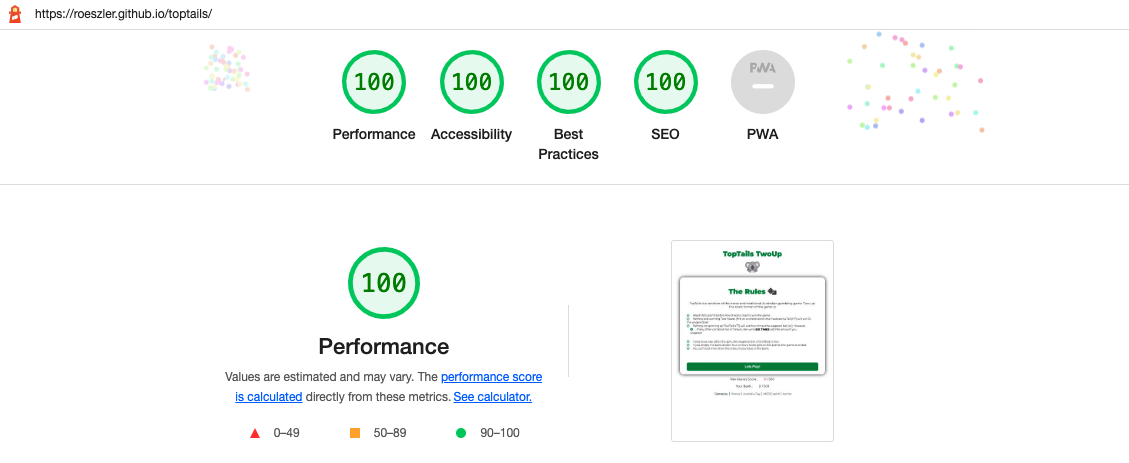 https://roeszler.github.io/toptails/
100
100
100
100
PWA
Performance
Accessibility
Best
Practices
SEO
PWA
100
Performance
Values are estimated and may vary. The performance score
is calculated directly from these metrics. See calculator.
0–49
50–89
90–100
TopTails TwoUp
The Rules
Let's Play!